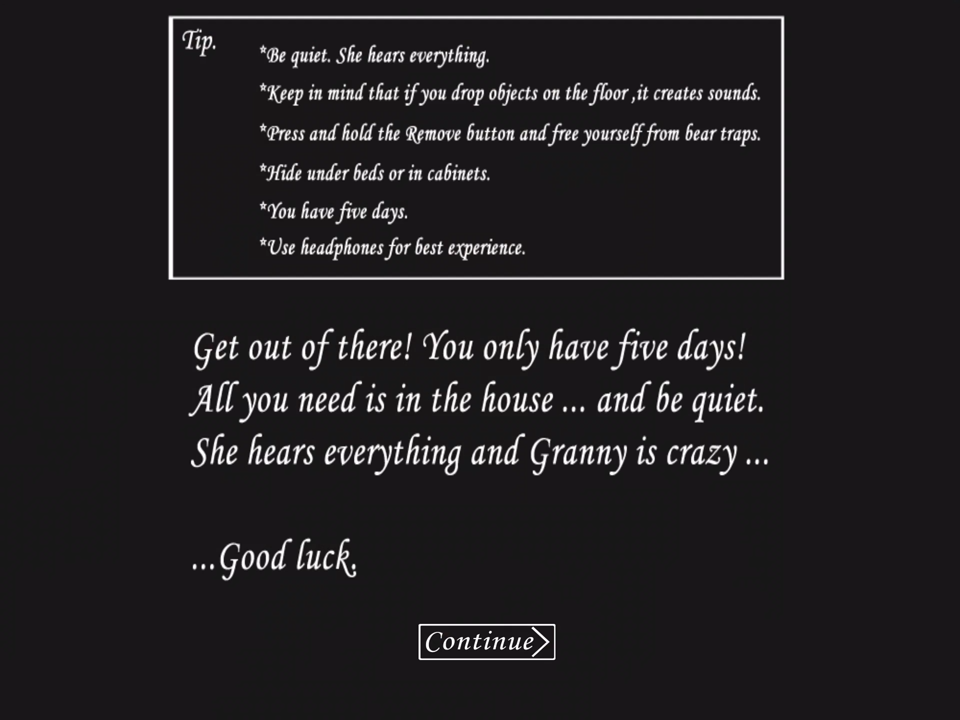 Tip.
*Be quiet. She hears everything.
*Keep in mind that if you drop objects on the floor ,it creates sounds.
*Press and hold the Remove button and free yourself from bear traps.
*Hide under beds or in cabinets.
*You have five days.
*Use headphones for best experience.
Get out of there! You only have five days!
All you need is in the house ... and be quiet.
She hears everything and Granny is crazy ...
...Good luck.
Continue